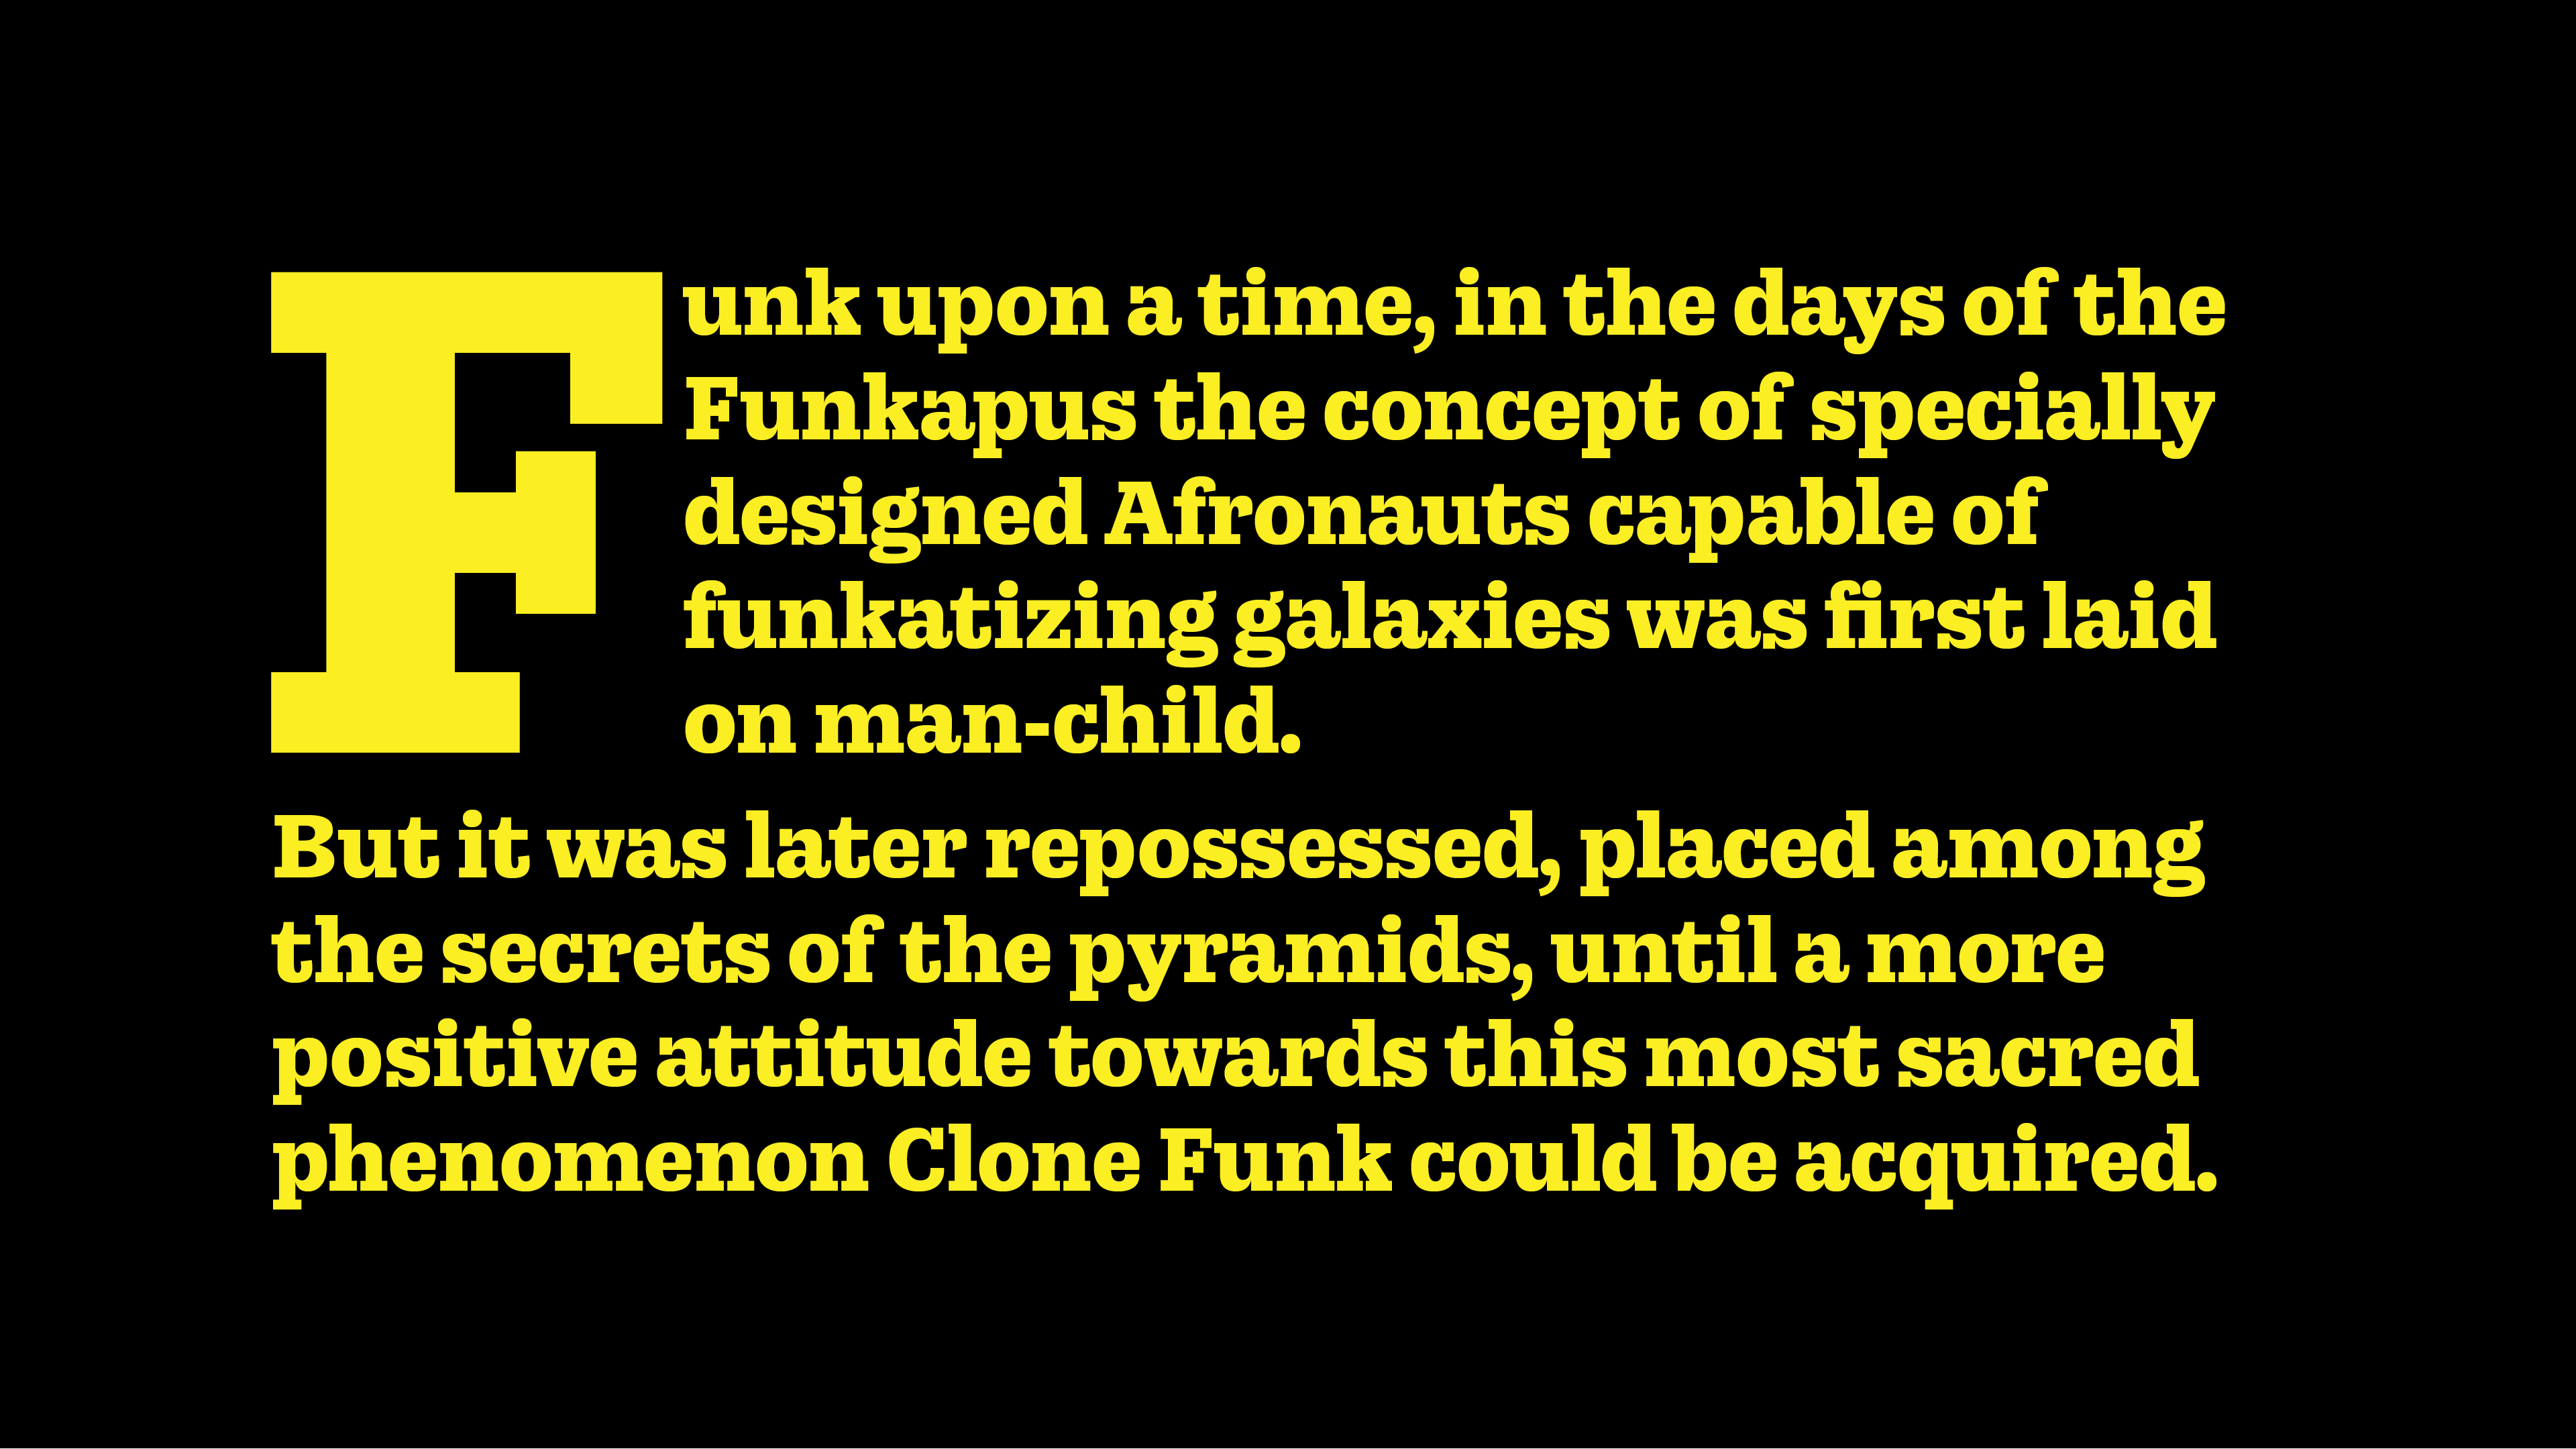 Funk upon a time, in the days of the
Funkapus the concept of specially
designed Afronauts capable of
funkatizing galaxies was first laid
on man-child.
But it was later repossessed, placed among
the secrets of the pyramids, until a more
positive attitude towards this most sacred
phenomenon Clone Funk could be acquired.